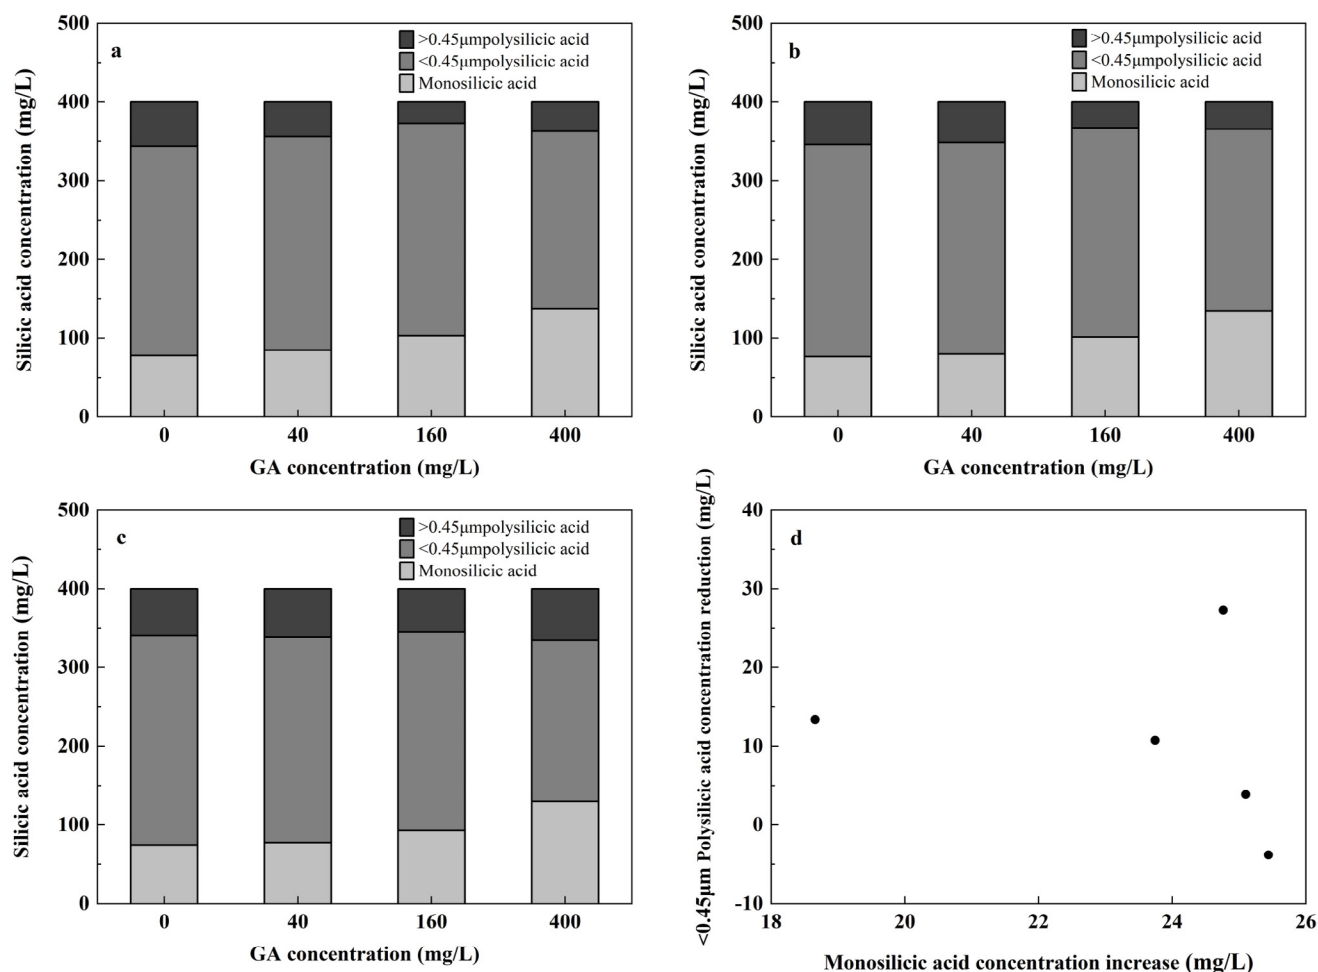 a
>0.45μmpolysilicic acid
<0.45μmpolysilicic acid
Monosilicic acid
Silicic acid concentration (mg/L)
500
400
300
200
100
0
0 40 160 400
GA concentration (mg/L)
b
>0.45μmpolysilicic acid
<0.45μmpolysilicic acid
Monosilicic acid
Silicic acid concentration (mg/L)
500
400
300
200
100
0
0 40 160 400
GA concentration (mg/L)
c
>0.45μmpolysilicic acid
<0.45μmpolysilicic acid
Monosilicic acid
Silicic acid concentration (mg/L)
500
400
300
200
100
0
0 40 160 400
GA concentration (mg/L)
d
<0.45μm Polysilicic acid concentration reduction (mg/L)
40
30
20
10
0
-10
18 20 22 24 26
Monosilicic acid concentration increase (mg/L)